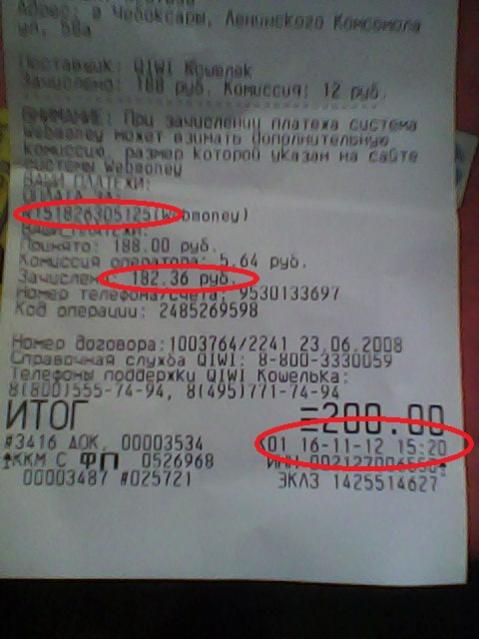 Адрес: г Чебоксары, Ленинского Комсомола
ул, 58а
Поставщик: QIWI Кошелек
Зачислено: 188 руб. Комиссия: 12 руб.
ВНИМАНИЕ: При зачислении платежа система
Webmoney может взимать дополнительную
комиссию, размер которой указан на сайте
системы Webmoney
ВАШИ ПЛАТЕЖИ:
ОПЛАТА ЗА:
R151826305125(Webmoney)
ВАШИ ПЛАТЕЖИ:
Принято: 188.00 руб.
Комиссия оператора: 5.64 руб.
Зачислено: 182.36 руб.
Номер телефона/счета: 9530133697
Код операции: 2485269598
Номер договора: 1003764/2241 23.06.2008
Справочная служба QIWI: 8-800-3330059
Телефоны поддержки QIWI Кошелька:
8(800)555-74-94, 8(495)771-74-94
ИТОГ =200.00
#3416 ДОК. 00003534 01 16-11-12 15:20
ККМ С ФП 0526968 ИНН
00003487 #025721 ЭКЛЗ 1425514627